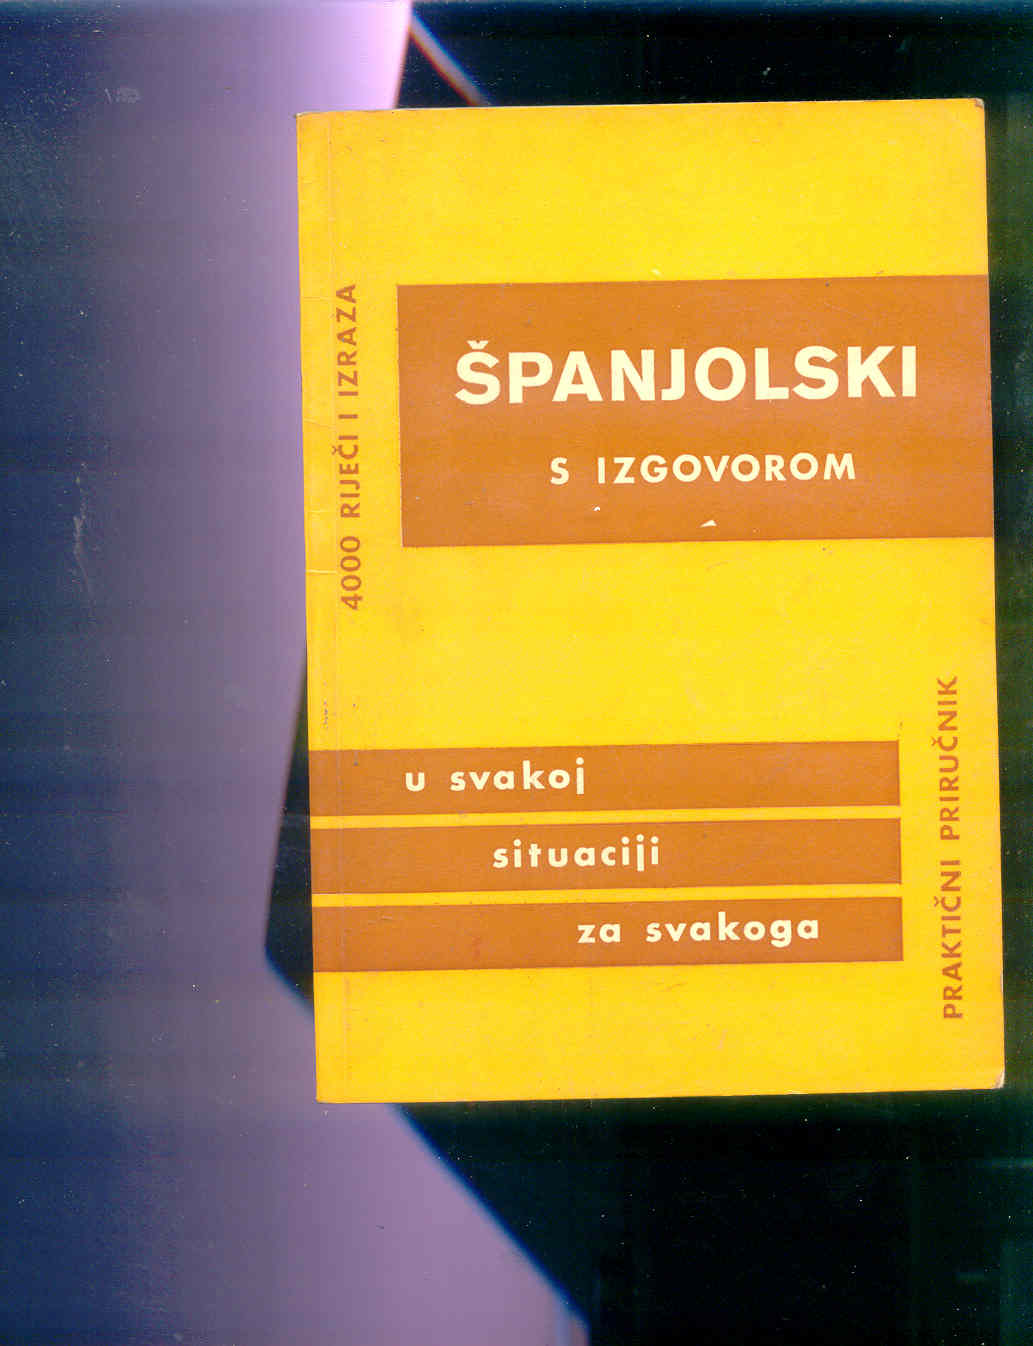 4000 RIJEČI I IZRAZA
ŠPANJOLSKI
S IZGOVOROM
u svakoj
situaciji
za svakoga
PRAKTIČNI PRIRUČNIK